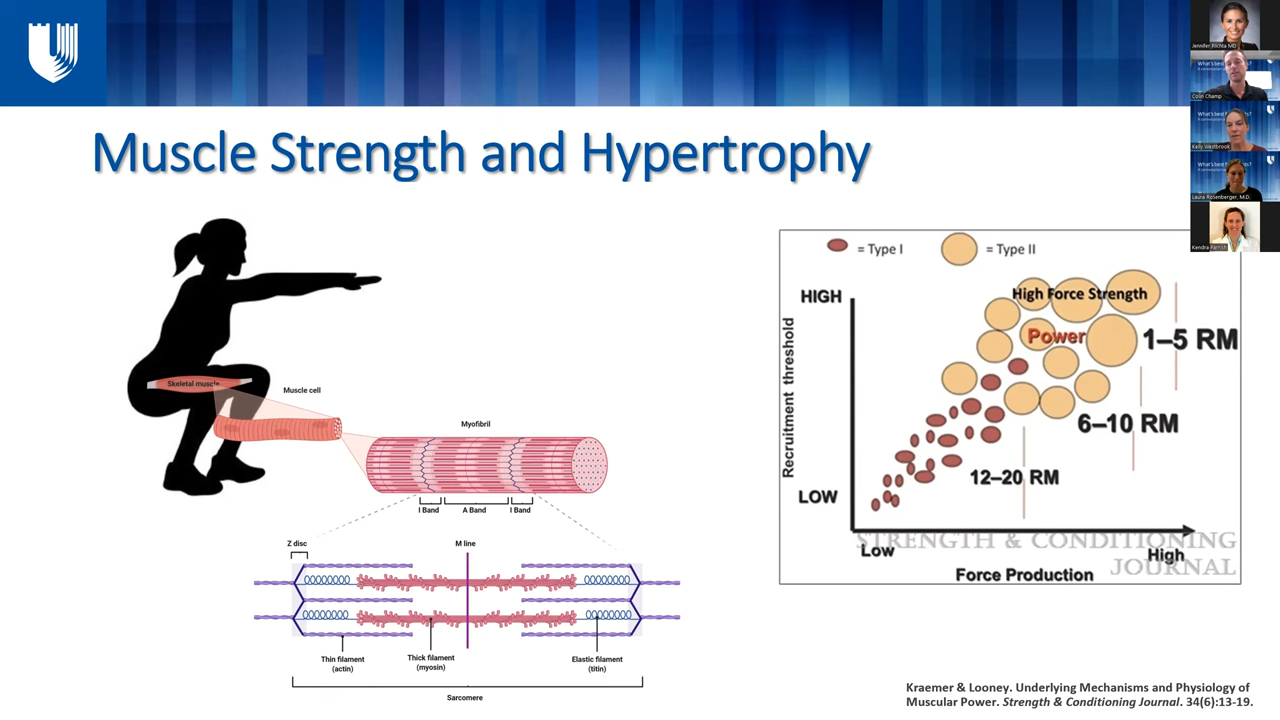 Muscle Strength and Hypertrophy
Skeletal muscle
Muscle cell
Myofibril
I Band
A Band
I Band
Z disc
M line
Thin filament
(actin)
Thick filament
(myosin)
Elastic filament
(titin)
Sarcomere
= Type I
= Type II
HIGH
High Force Strength
Power
1–5 RM
6–10 RM
12–20 RM
Recruitment threshold
LOW
STRENGTH & CONDITIONING
JOURNAL
Low
High
Force Production
Kraemer & Looney. Underlying Mechanisms and Physiology of
Muscular Power. Strength & Conditioning Journal. 34(6):13-19.
Colin Champ
Kelly Westbrook
Laura Rosenberger, M.D.
Kendra Parrish
What's best
What's best
What's best